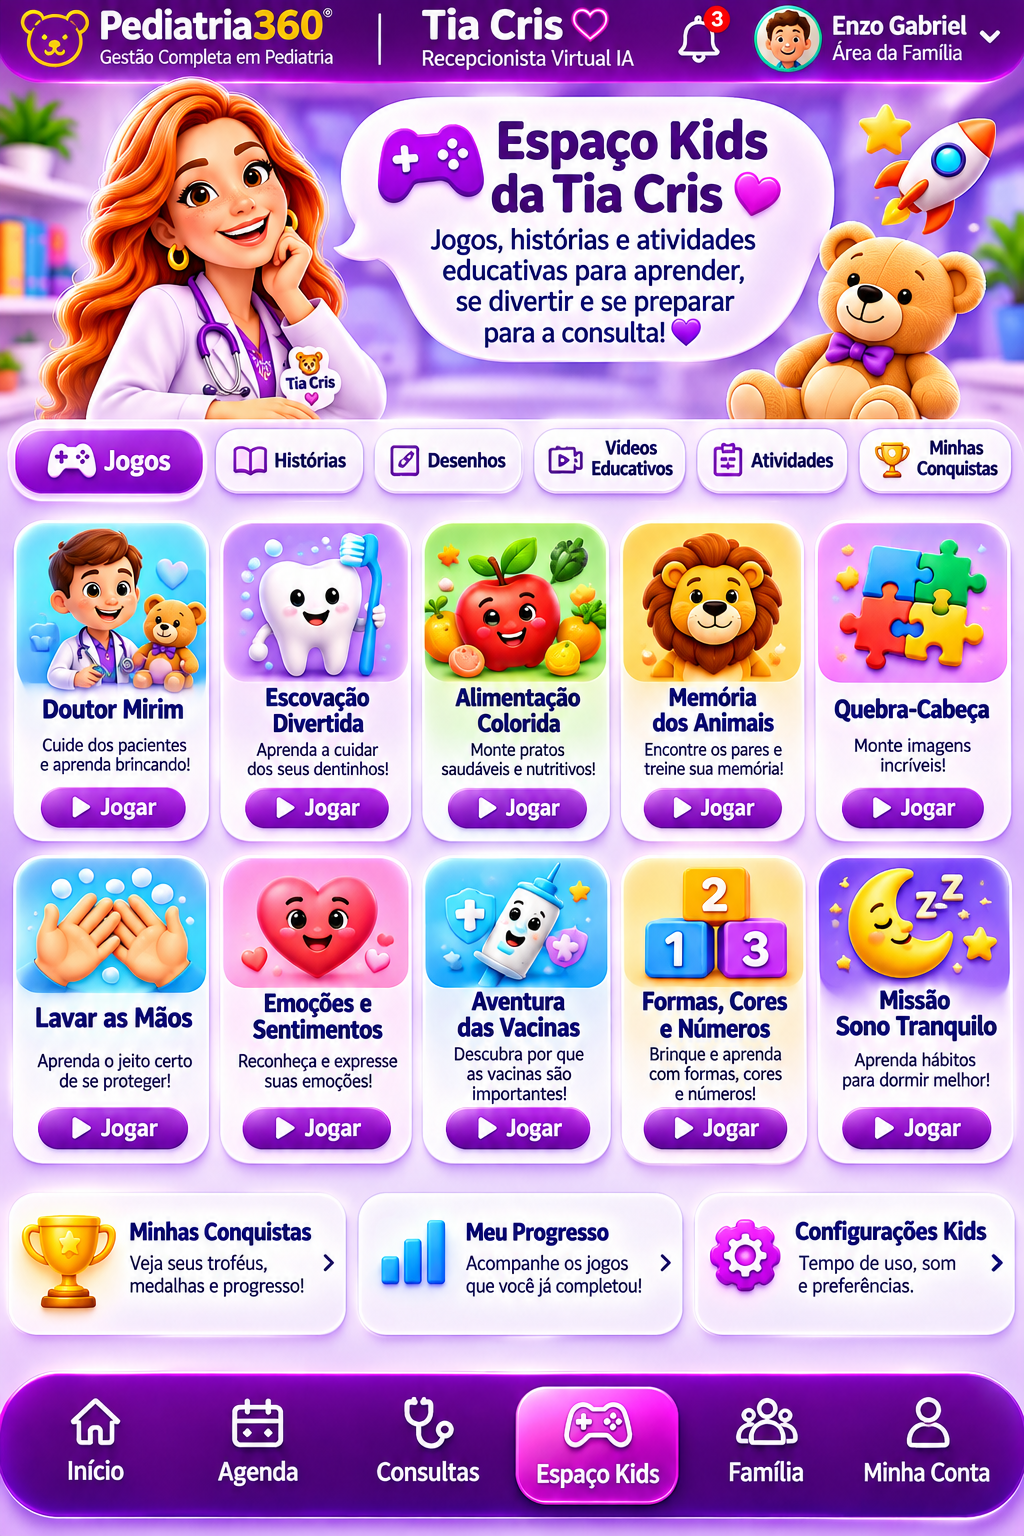 Pediatria360®
Gestão Completa em Pediatria
Tia Cris
Recepcionista Virtual IA
3
Enzo Gabriel
Área da Família
Espaço Kids
da Tia Cris
Jogos, histórias e atividades
educativas para aprender,
se divertir e se preparar
para a consulta!
Tia Cris
Jogos
Histórias
Desenhos
Vídeos
Educativos
Atividades
Minhas
Conquistas
Doutor Mirim
Cuide dos pacientes
e aprenda brincando!
Jogar
Escovação
Divertida
Aprenda a cuidar
dos seus dentinhos!
Jogar
Alimentação
Colorida
Monte pratos
saudáveis e nutritivos!
Jogar
Memória
dos Animais
Encontre os pares e
treine sua memória!
Jogar
Quebra-Cabeça
Monte imagens
incríveis!
Jogar
Lavar as Mãos
Aprenda o jeito certo
de se proteger!
Jogar
Emoções e
Sentimentos
Reconheça e expresse
suas emoções!
Jogar
Aventura
das Vacinas
Descubra por que
as vacinas são
importantes!
Jogar
2
1 3
Formas, Cores
e Números
Brinque e aprenda
com formas, cores
e números!
Jogar
zZZ
Missão
Sono Tranquilo
Aprenda hábitos
para dormir melhor!
Jogar
Minhas Conquistas
Veja seus troféus,
medalhas e progresso!
Meu Progresso
Acompanhe os jogos
que você já completou!
Configurações Kids
Tempo de uso, som
e preferências.
Início
Agenda
Consultas
Espaço Kids
Família
Minha Conta